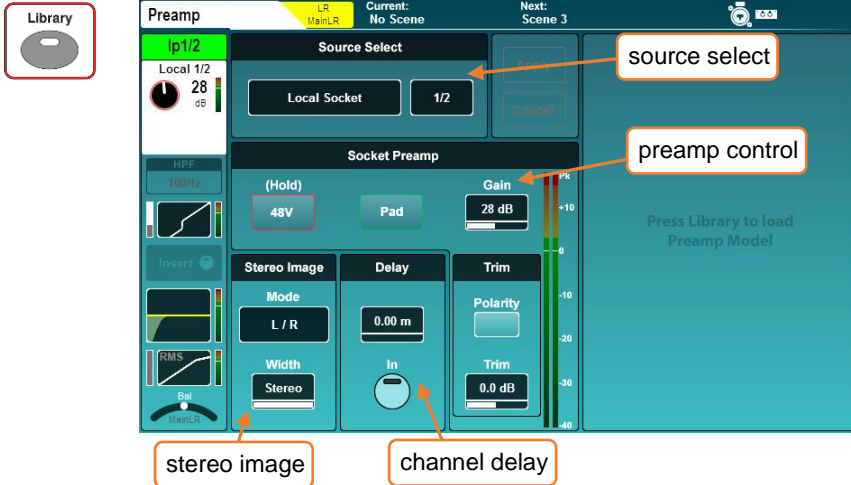 Library
Preamp
LR
MainLR
Current:
No Scene
Next:
Scene 3
Ip1/2
Local 1/2
28
dB
Source Select
Local Socket
1/2
Apply
Cancel
source select
HPF
100Hz
Socket Preamp
(Hold)
48V
Pad
Gain
28 dB
preamp control
Pk
+10
0
-10
-20
-30
-40
Press Library to load
Preamp Model
Insert
Stereo Image
Mode
L / R
Width
Stereo
Delay
0.00 m
In
Trim
Polarity
Trim
0.0 dB
RMS
Bal
MainLR
stereo image
channel delay